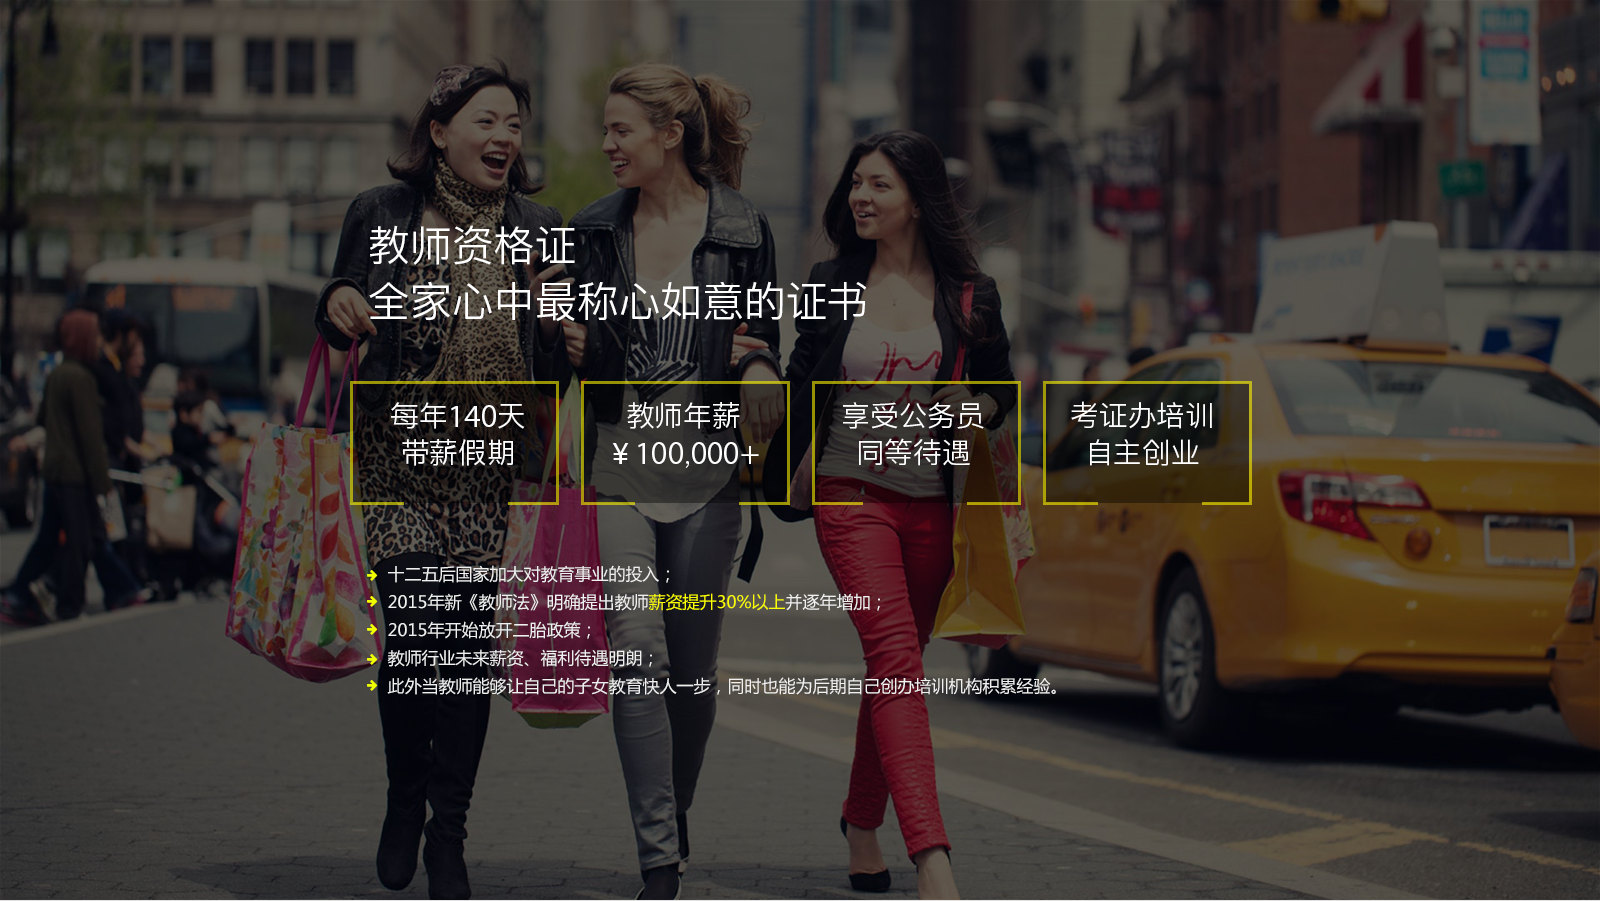 教师资格证
全家心中最称心如意的证书
每年140天
带薪假期
教师年薪
¥ 100,000+
享受公务员
同等待遇
考证办培训
自主创业
十二五后国家加大对教育事业的投入；
2015年新《教师法》明确提出教师薪资提升30%以上并逐年增加；
2015年开始放开二胎政策；
教师行业未来薪资、福利待遇明朗；
此外当教师能够让自己的子女教育快人一步，同时也能为后期自己创办培训机构积累经验。